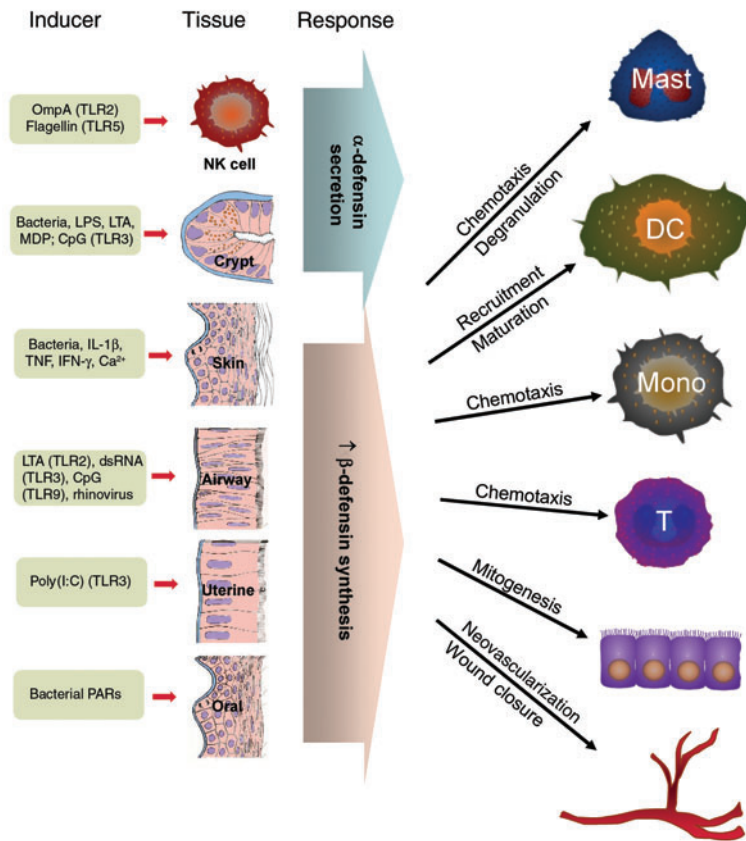 Inducer
Tissue
Response
OmpA (TLR2)
Flagellin (TLR5)
NK cell
Bacteria, LPS, LTA,
MDP; CpG (TLR3)
Crypt
Bacteria, IL-1β,
TNF, IFN-γ, Ca²⁺
Skin
LTA (TLR2), dsRNA
(TLR3), CpG
(TLR9), rhinovirus
Airway
Poly(I:C) (TLR3)
Uterine
Bacterial PARs
Oral
α-defensin
secretion
↑ β-defensin synthesis
Chemotaxis
Degranulation
Mast
Recruitment
Maturation
DC
Chemotaxis
Mono
Chemotaxis
T
Mitogenesis
Neovascularization
Wound closure